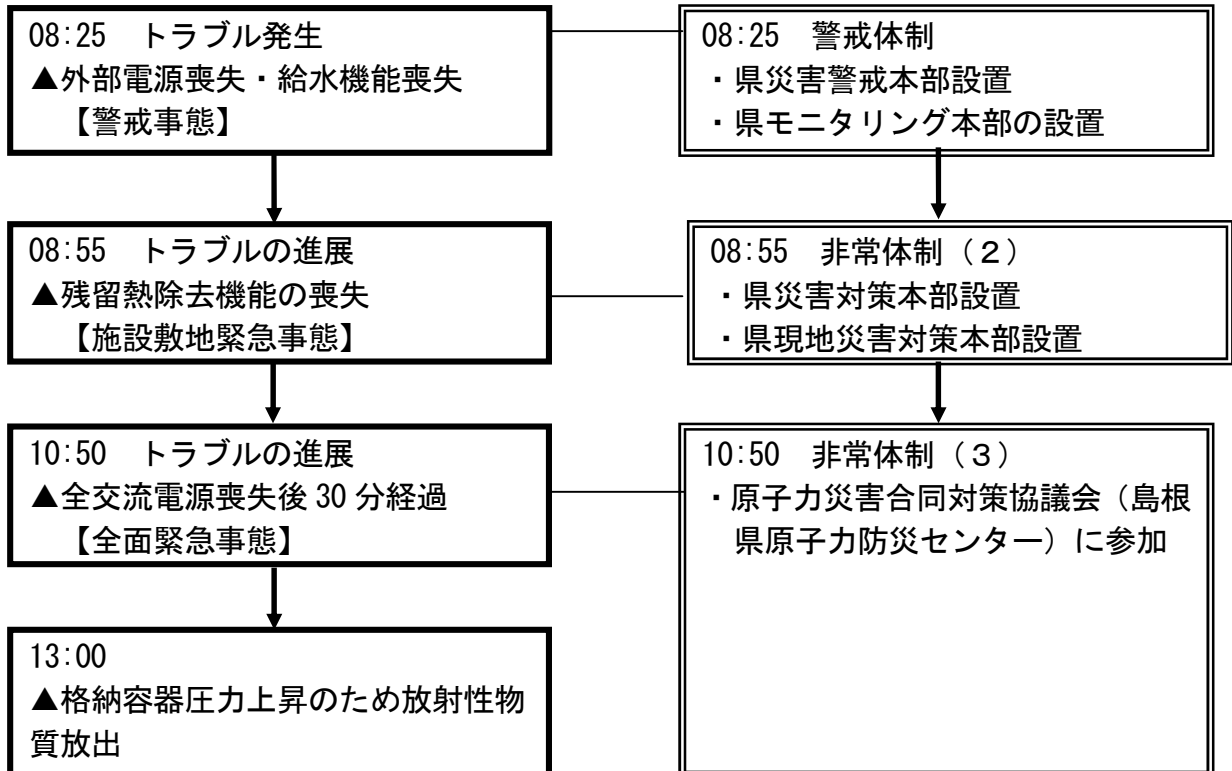 08:25 トラブル発生
▲外部電源喪失・給水機能喪失
【警戒事態】
08:25 警戒体制
・県災害警戒本部設置
・県モニタリング本部の設置
08:55 トラブルの進展
▲残留熱除去機能の喪失
【施設敷地緊急事態】
08:55 非常体制（２）
・県災害対策本部設置
・県現地災害対策本部設置
10:50 トラブルの進展
▲全交流電源喪失後 30 分経過
【全面緊急事態】
10:50 非常体制（３）
・原子力災害合同対策協議会（島根
県原子力防災センター）に参加
13:00
▲格納容器圧力上昇のため放射性物
質放出